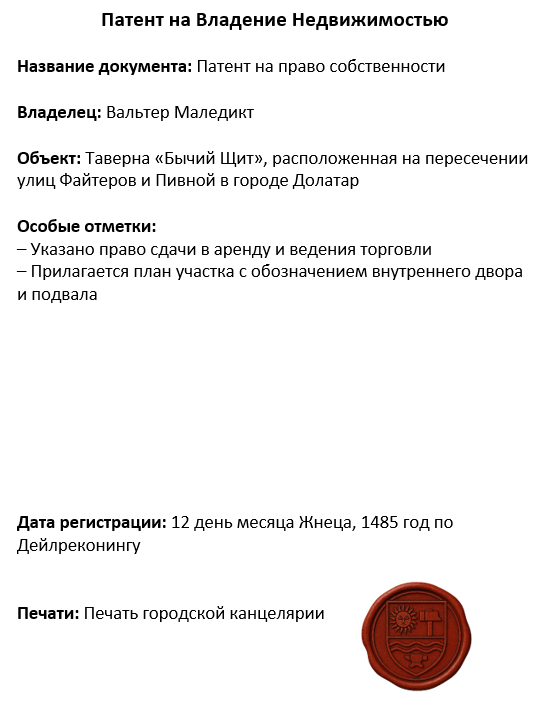 Патент на Владение Недвижимостью
Название документа: Патент на право собственности
Владелец: Вальтер Маледикт
Объект: Таверна «Бычий Щит», расположенная на пересечении
улиц Файтеров и Пивной в городе Долатар
Особые отметки:
– Указано право сдачи в аренду и ведения торговли
– Прилагается план участка с обозначением внутреннего двора
и подвала
Дата регистрации: 12 день месяца Жнеца, 1485 год по
Дейлреконингу
Печати: Печать городской канцелярии